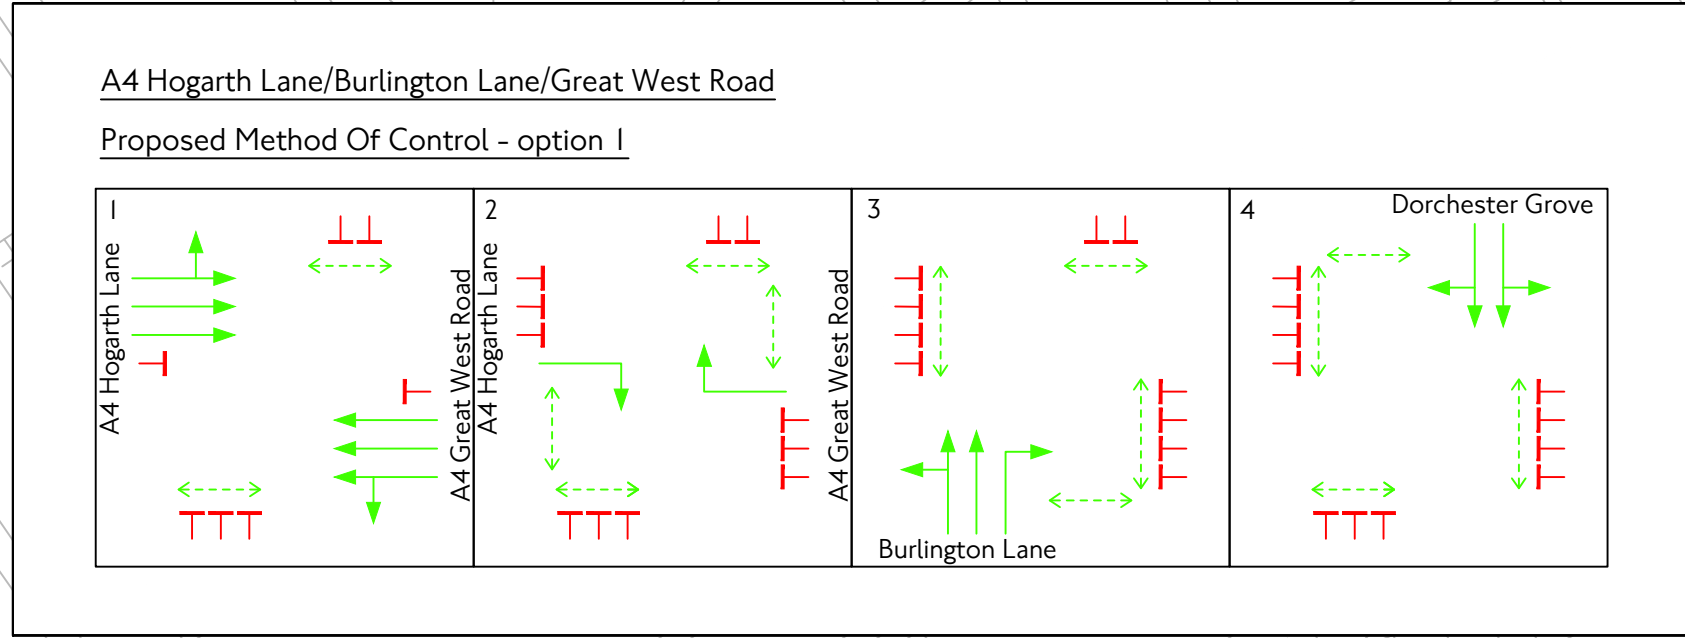 A4 Hogarth Lane/Burlington Lane/Great West Road
Proposed Method Of Control - option 1
1
A4 Hogarth Lane
A4 Great West Road
2
A4 Hogarth Lane
A4 Great West Road
3
Burlington Lane
4
Dorchester Grove